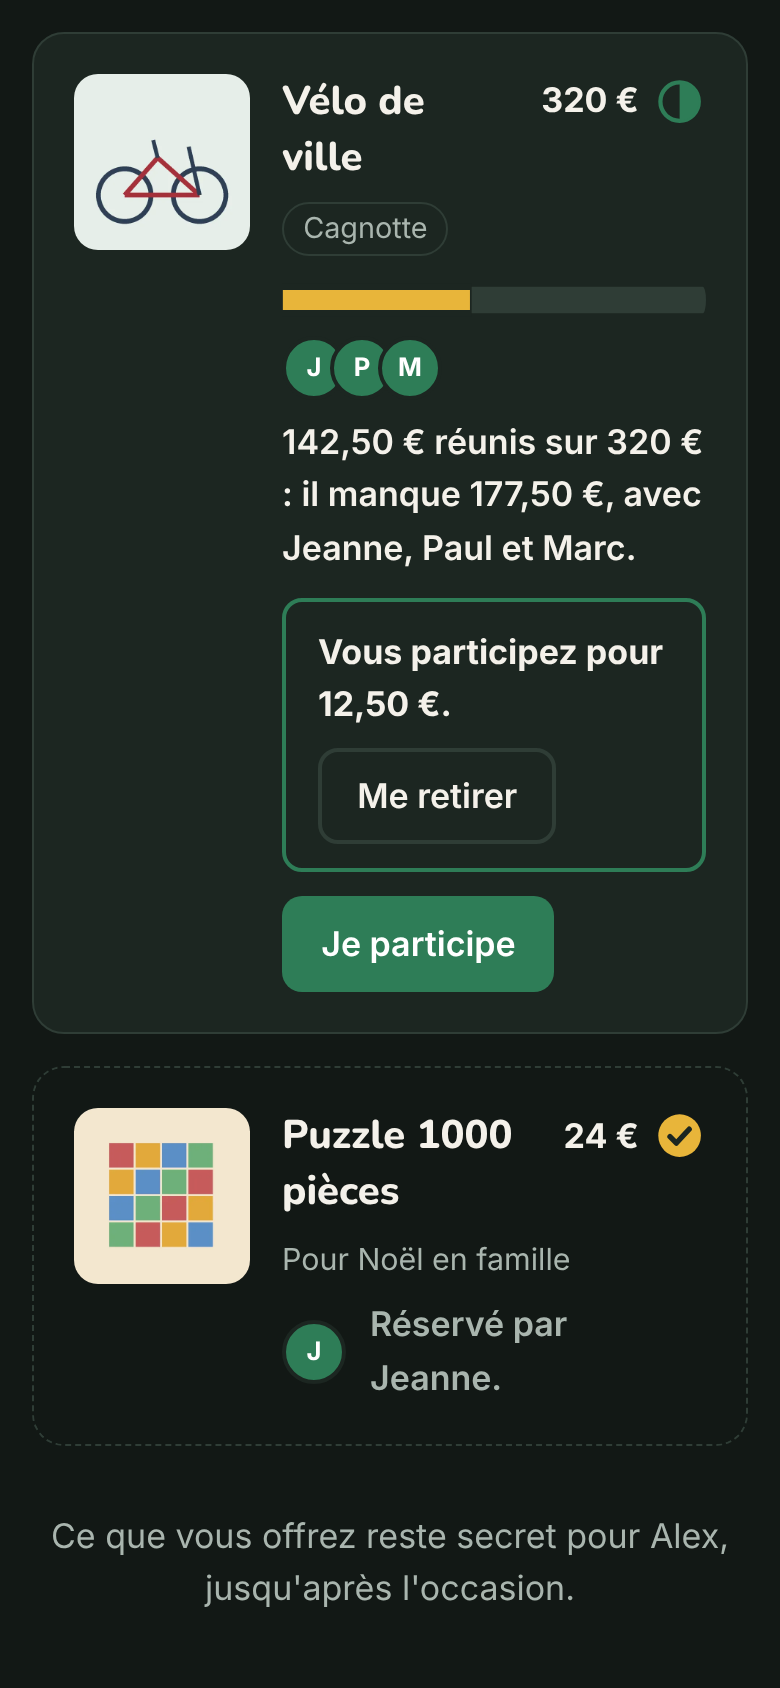 Vélo de
ville
320 €
Cagnotte
J P M
142,50 € réunis sur 320 €
: il manque 177,50 €, avec
Jeanne, Paul et Marc.
Vous participez pour
12,50 €.
Me retirer
Je participe
Puzzle 1000
pièces
24 €
Pour Noël en famille
J
Réservé par
Jeanne.
Ce que vous offrez reste secret pour Alex,
jusqu'après l'occasion.